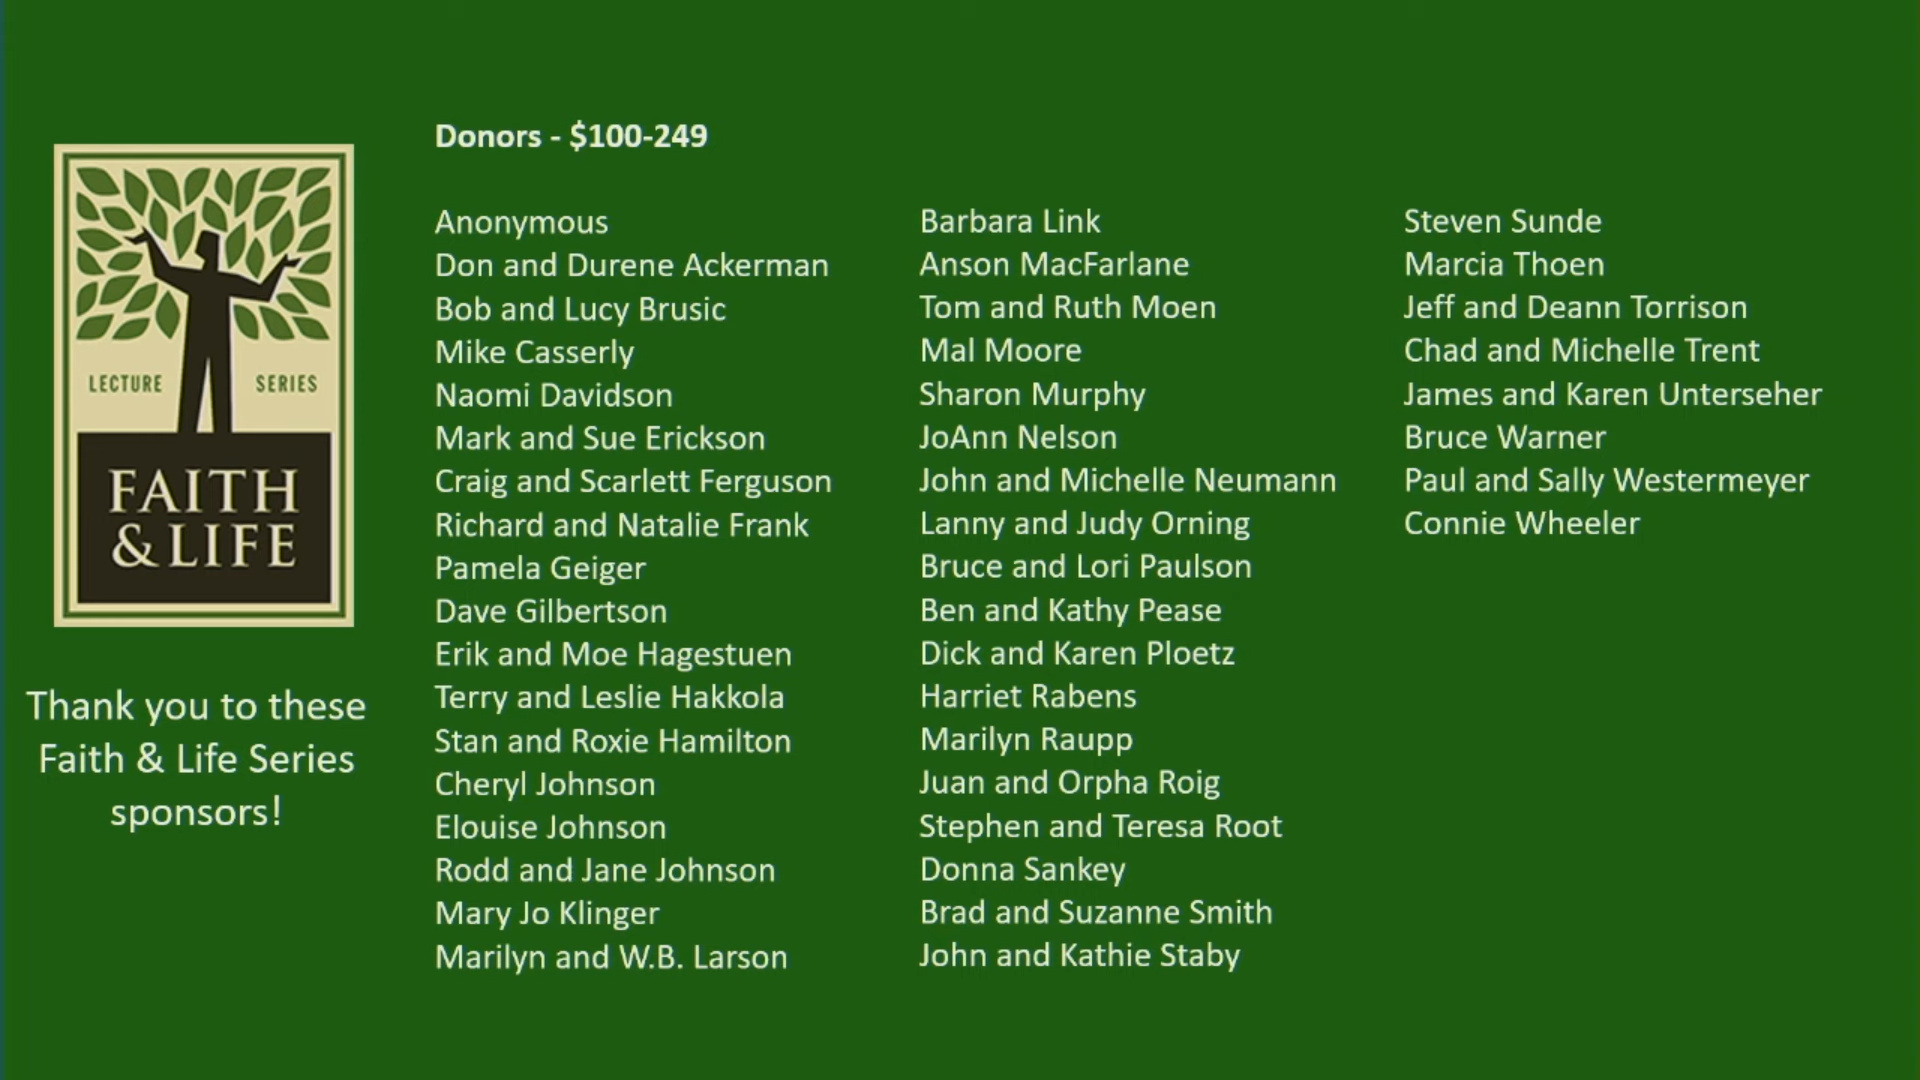 LECTURE SERIES
FAITH
& LIFE
Thank you to these
Faith & Life Series
sponsors!
Donors - $100-249
Anonymous
Don and Durene Ackerman
Bob and Lucy Brusic
Mike Casserly
Naomi Davidson
Mark and Sue Erickson
Craig and Scarlett Ferguson
Richard and Natalie Frank
Pamela Geiger
Dave Gilbertson
Erik and Moe Hagestuen
Terry and Leslie Hakkola
Stan and Roxie Hamilton
Cheryl Johnson
Elouise Johnson
Rodd and Jane Johnson
Mary Jo Klinger
Marilyn and W.B. Larson
Barbara Link
Anson MacFarlane
Tom and Ruth Moen
Mal Moore
Sharon Murphy
JoAnn Nelson
John and Michelle Neumann
Lanny and Judy Orning
Bruce and Lori Paulson
Ben and Kathy Pease
Dick and Karen Ploetz
Harriet Rabens
Marilyn Raupp
Juan and Orpha Roig
Stephen and Teresa Root
Donna Sankey
Brad and Suzanne Smith
John and Kathie Staby
Steven Sunde
Marcia Thoen
Jeff and Deann Torrison
Chad and Michelle Trent
James and Karen Unterseher
Bruce Warner
Paul and Sally Westermeyer
Connie Wheeler